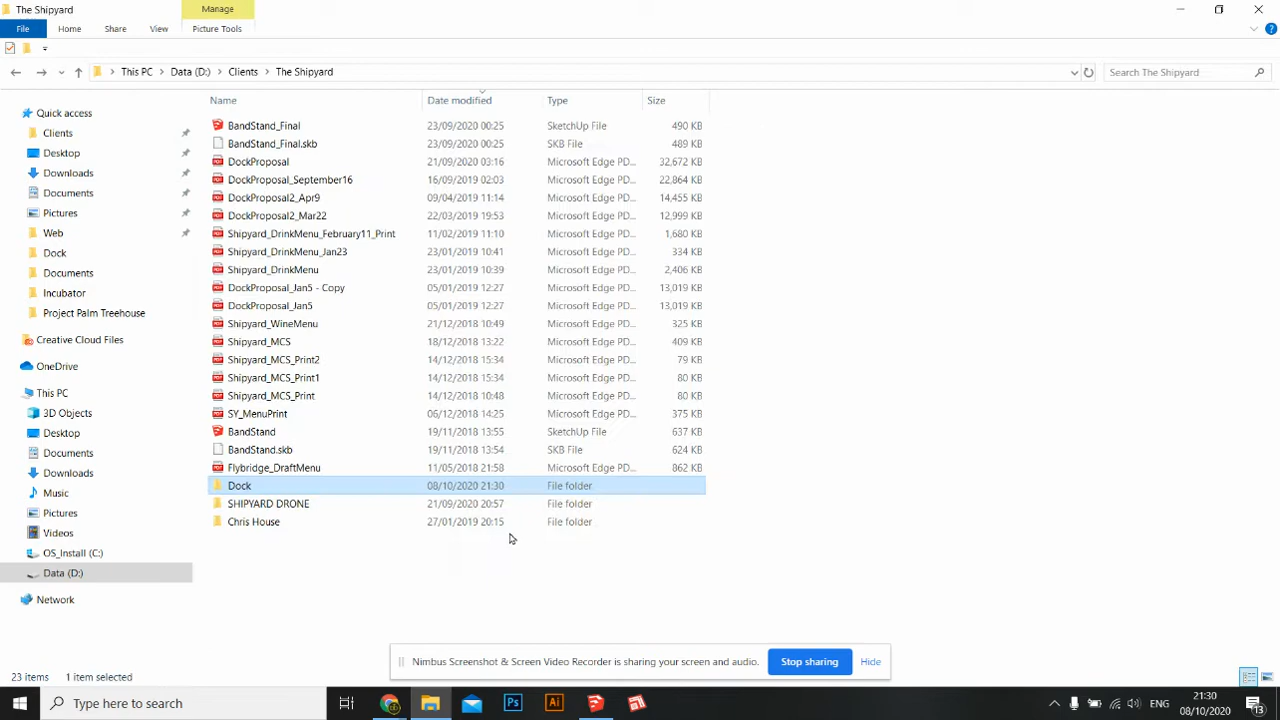 The Shipyard
Manage
File
Home
Share
View
Picture Tools
This PC > Data (D:) > Clients > The Shipyard
Search The Shipyard
Name
Date modified
Type
Size
Quick access
Clients
Desktop
Downloads
Documents
Pictures
Web
Dock
Documents
Incubator
Project Palm Treehouse
Creative Cloud Files
OneDrive
This PC
3D Objects
Desktop
Documents
Downloads
Music
Pictures
Videos
OS_Install (C:)
Data (D:)
Network
BandStand_Final 23/09/2020 00:25 SketchUp File 490 KB
BandStand_Final.skb 23/09/2020 00:25 SKB File 489 KB
DockProposal 21/09/2020 03:16 Microsoft Edge PD... 32,672 KB
DockProposal_September16 16/09/2019 02:03 Microsoft Edge PD... 22,864 KB
DockProposal2_Apr9 09/04/2019 11:14 Microsoft Edge PD... 14,455 KB
DockProposal2_Mar22 22/03/2019 19:53 Microsoft Edge PD... 12,999 KB
Shipyard_DrinkMenu_February11_Print 11/02/2019 11:10 Microsoft Edge PD... 1,680 KB
Shipyard_DrinkMenu_Jan23 23/01/2019 10:41 Microsoft Edge PD... 334 KB
Shipyard_DrinkMenu 23/01/2019 10:39 Microsoft Edge PD... 2,406 KB
DockProposal_Jan5 - Copy 05/01/2019 12:27 Microsoft Edge PD... 13,019 KB
DockProposal_Jan5 05/01/2019 12:27 Microsoft Edge PD... 13,019 KB
Shipyard_WineMenu 21/12/2018 10:49 Microsoft Edge PD... 325 KB
Shipyard_MCS 18/12/2018 13:22 Microsoft Edge PD... 409 KB
Shipyard_MCS_Print2 14/12/2018 15:34 Microsoft Edge PD... 79 KB
Shipyard_MCS_Print1 14/12/2018 15:34 Microsoft Edge PD... 80 KB
Shipyard_MCS_Print 14/12/2018 10:48 Microsoft Edge PD... 80 KB
SY_MenuPrint 06/12/2018 14:25 Microsoft Edge PD... 375 KB
BandStand 19/11/2018 13:55 SketchUp File 637 KB
BandStand.skb 19/11/2018 13:54 SKB File 624 KB
Flybridge_DraftMenu 11/05/2018 21:58 Microsoft Edge PD... 862 KB
Dock 08/10/2020 21:30 File folder
SHIPYARD DRONE 21/09/2020 20:57 File folder
Chris House 27/01/2019 20:15 File folder
Nimbus Screenshot & Screen Video Recorder is sharing your screen and audio.
Stop sharing
Hide
23 items 1 item selected
Type here to search
Ps
Ai
21:30
08/10/2020
13